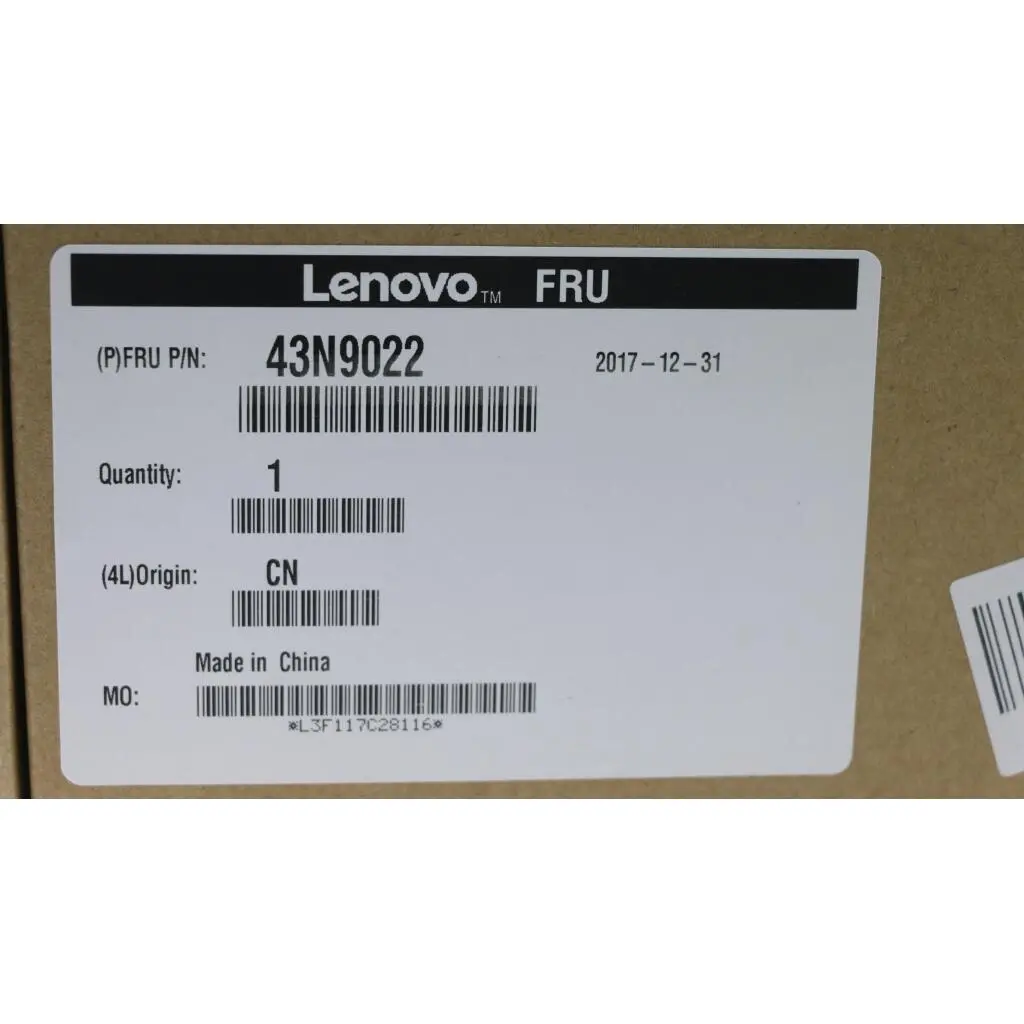 Lenovo™ FRU
(P)FRU P/N: 43N9022 2017-12-31
Quantity: 1
(4L)Origin: CN
Made in China
MO:
*L3F117C28116*